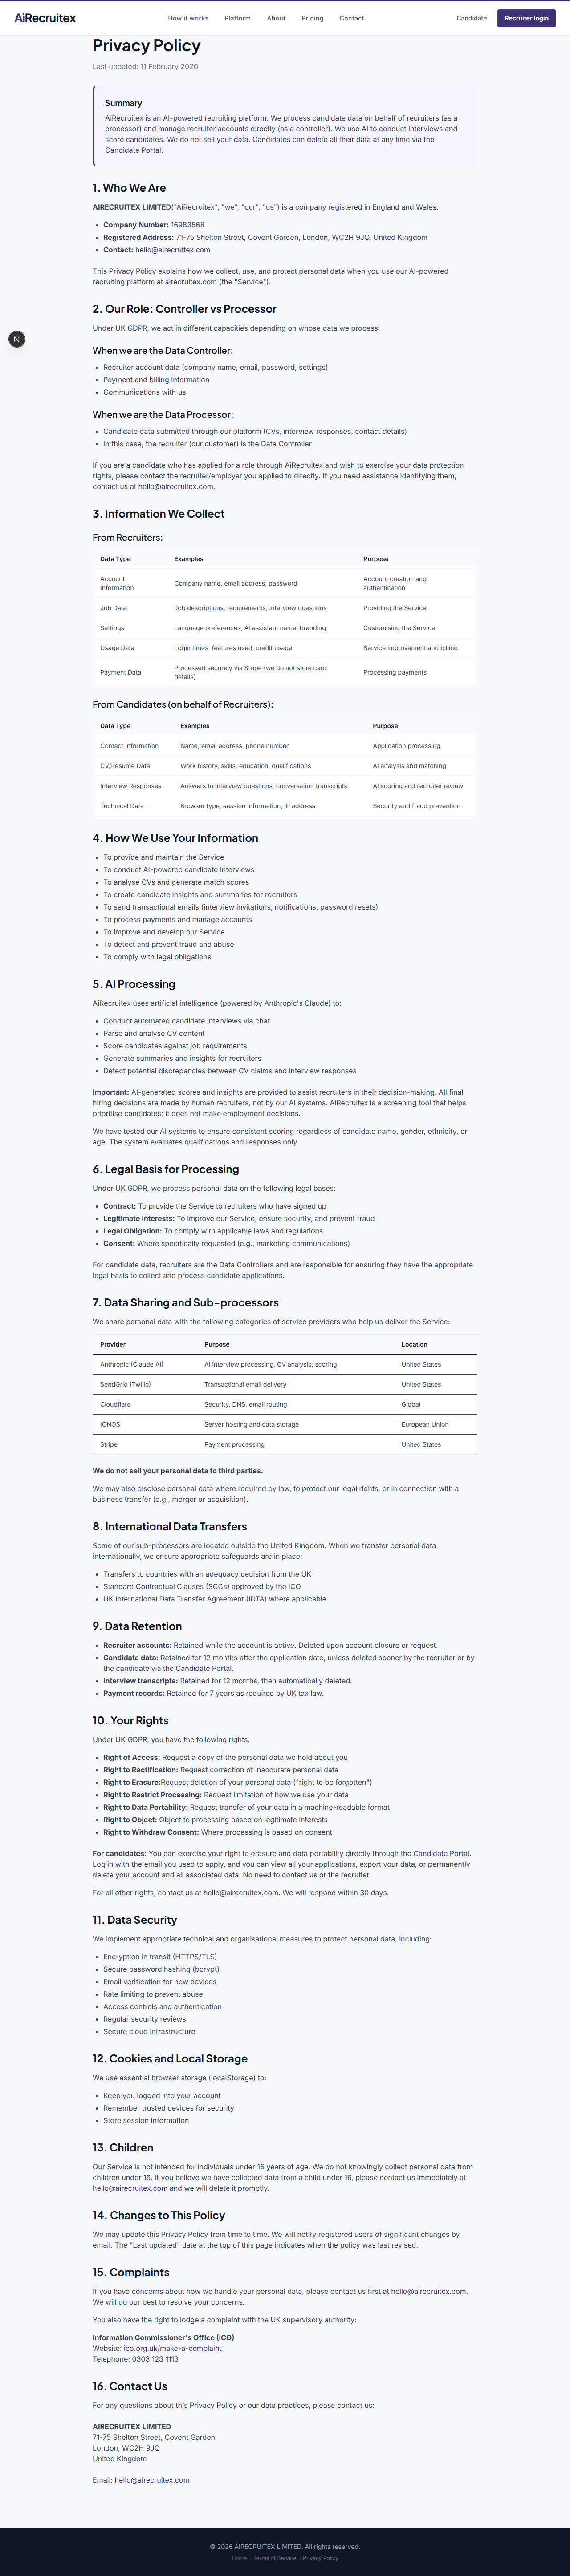 AiRecruitex
How it works
Platform
About
Pricing
Contact
Candidate
Recruiter login
Privacy Policy
Last updated: 11 February 2026
Summary
AiRecruitex is an AI-powered recruiting platform. We process candidate data on behalf of recruiters (as a
processor) and manage recruiter accounts directly (as a controller). We use AI to conduct interviews and
score candidates. We do not sell your data. Candidates can delete all their data at any time via the
Candidate Portal.
1. Who We Are
AIRECRUITEX LIMITED("AiRecruitex", "we", "our", "us") is a company registered in England and Wales.
• Company Number: 16983568
• Registered Address: 71-75 Shelton Street, Covent Garden, London, WC2H 9JQ, United Kingdom
• Contact: hello@airecruitex.com
This Privacy Policy explains how we collect, use, and protect personal data when you use our AI-powered
recruiting platform at airecruitex.com (the "Service").
2. Our Role: Controller vs Processor
N
Under UK GDPR, we act in different capacities depending on whose data we process:
When we are the Data Controller:
• Recruiter account data (company name, email, password, settings)
• Payment and billing information
• Communications with us
When we are the Data Processor:
• Candidate data submitted through our platform (CVs, interview responses, contact details)
• In this case, the recruiter (our customer) is the Data Controller
If you are a candidate who has applied for a role through AiRecruitex and wish to exercise your data protection
rights, please contact the recruiter/employer you applied to directly. If you need assistance identifying them,
contact us at hello@airecruitex.com.
3. Information We Collect
From Recruiters:
Data Type Examples Purpose
Account
Information
Company name, email address, password
Account creation and
authentication
Job Data Job descriptions, requirements, interview questions Providing the Service
Settings Language preferences, AI assistant name, branding Customising the Service
Usage Data Login times, features used, credit usage Service improvement and billing
Payment Data
Processed securely via Stripe (we do not store card
details)
Processing payments
From Candidates (on behalf of Recruiters):
Data Type Examples Purpose
Contact Information Name, email address, phone number Application processing
CV/Resume Data Work history, skills, education, qualifications AI analysis and matching
Interview Responses Answers to interview questions, conversation transcripts AI scoring and recruiter review
Technical Data Browser type, session information, IP address Security and fraud prevention
4. How We Use Your Information
• To provide and maintain the Service
• To conduct AI-powered candidate interviews
• To analyse CVs and generate match scores
• To create candidate insights and summaries for recruiters
• To send transactional emails (interview invitations, notifications, password resets)
• To process payments and manage accounts
• To improve and develop our Service
• To detect and prevent fraud and abuse
• To comply with legal obligations
5. AI Processing
AiRecruitex uses artificial intelligence (powered by Anthropic's Claude) to:
• Conduct automated candidate interviews via chat
• Parse and analyse CV content
• Score candidates against job requirements
• Generate summaries and insights for recruiters
• Detect potential discrepancies between CV claims and interview responses
Important: AI-generated scores and insights are provided to assist recruiters in their decision-making. All final
hiring decisions are made by human recruiters, not by our AI systems. AiRecruitex is a screening tool that helps
prioritise candidates; it does not make employment decisions.
We have tested our AI systems to ensure consistent scoring regardless of candidate name, gender, ethnicity, or
age. The system evaluates qualifications and responses only.
6. Legal Basis for Processing
Under UK GDPR, we process personal data on the following legal bases:
• Contract: To provide the Service to recruiters who have signed up
• Legitimate Interests: To improve our Service, ensure security, and prevent fraud
• Legal Obligation: To comply with applicable laws and regulations
• Consent: Where specifically requested (e.g., marketing communications)
For candidate data, recruiters are the Data Controllers and are responsible for ensuring they have the appropriate
legal basis to collect and process candidate applications.
7. Data Sharing and Sub-processors
We share personal data with the following categories of service providers who help us deliver the Service:
Provider Purpose Location
Anthropic (Claude AI) AI interview processing, CV analysis, scoring United States
SendGrid (Twilio) Transactional email delivery United States
Cloudflare Security, DNS, email routing Global
IONOS Server hosting and data storage European Union
Stripe Payment processing United States
We do not sell your personal data to third parties.
We may also disclose personal data where required by law, to protect our legal rights, or in connection with a
business transfer (e.g., merger or acquisition).
8. International Data Transfers
Some of our sub-processors are located outside the United Kingdom. When we transfer personal data
internationally, we ensure appropriate safeguards are in place:
• Transfers to countries with an adequacy decision from the UK
• Standard Contractual Clauses (SCCs) approved by the ICO
• UK International Data Transfer Agreement (IDTA) where applicable
9. Data Retention
• Recruiter accounts: Retained while the account is active. Deleted upon account closure or request.
• Candidate data: Retained for 12 months after the application date, unless deleted sooner by the recruiter or by
the candidate via the Candidate Portal.
• Interview transcripts: Retained for 12 months, then automatically deleted.
• Payment records: Retained for 7 years as required by UK tax law.
10. Your Rights
Under UK GDPR, you have the following rights:
• Right of Access: Request a copy of the personal data we hold about you
• Right to Rectification: Request correction of inaccurate personal data
• Right to Erasure:Request deletion of your personal data ("right to be forgotten")
• Right to Restrict Processing: Request limitation of how we use your data
• Right to Data Portability: Request transfer of your data in a machine-readable format
• Right to Object: Object to processing based on legitimate interests
• Right to Withdraw Consent: Where processing is based on consent
For candidates: You can exercise your right to erasure and data portability directly through the Candidate Portal.
Log in with the email you used to apply, and you can view all your applications, export your data, or permanently
delete your account and all associated data. No need to contact us or the recruiter.
For all other rights, contact us at hello@airecruitex.com. We will respond within 30 days.
11. Data Security
We implement appropriate technical and organisational measures to protect personal data, including:
• Encryption in transit (HTTPS/TLS)
• Secure password hashing (bcrypt)
• Email verification for new devices
• Rate limiting to prevent abuse
• Access controls and authentication
• Regular security reviews
• Secure cloud infrastructure
12. Cookies and Local Storage
We use essential browser storage (localStorage) to:
• Keep you logged into your account
• Remember trusted devices for security
• Store session information
13. Children
Our Service is not intended for individuals under 16 years of age. We do not knowingly collect personal data from
children under 16. If you believe we have collected data from a child under 16, please contact us immediately at
hello@airecruitex.com and we will delete it promptly.
14. Changes to This Policy
We may update this Privacy Policy from time to time. We will notify registered users of significant changes by
email. The "Last updated" date at the top of this page indicates when the policy was last revised.
15. Complaints
If you have concerns about how we handle your personal data, please contact us first at hello@airecruitex.com.
We will do our best to resolve your concerns.
You also have the right to lodge a complaint with the UK supervisory authority:
Information Commissioner's Office (ICO)
Website: ico.org.uk/make-a-complaint
Telephone: 0303 123 1113
16. Contact Us
For any questions about this Privacy Policy or our data practices, please contact us:
AIRECRUITEX LIMITED
71-75 Shelton Street, Covent Garden
London, WC2H 9JQ
United Kingdom
Email: hello@airecruitex.com
© 2026 AIRECRUITEX LIMITED. All rights reserved.
Home · Terms of Service · Privacy Policy